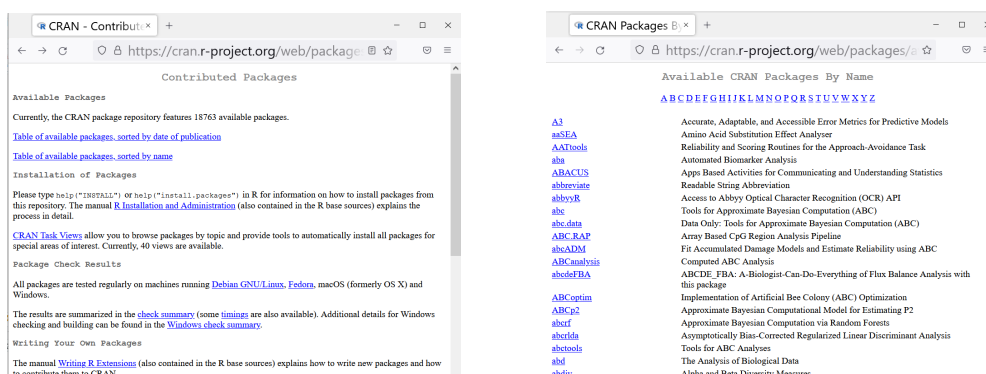 CRAN - Contribut
https://cran.r-project.org/web/package
Contributed Packages
Available Packages
Currently, the CRAN package repository features 18763 available packages.
Table of available packages, sorted by date of publication
Table of available packages, sorted by name
Installation of Packages
Please type help("INSTALL") or help("install.packages") in R for information on how to install packages from
this repository. The manual R Installation and Administration (also contained in the R base sources) explains the
process in detail.
CRAN Task Views allow you to browse packages by topic and provide tools to automatically install all packages for
special areas of interest. Currently, 40 views are available.
Package Check Results
All packages are tested regularly on machines running Debian GNU/Linux, Fedora, macOS (formerly OS X) and
Windows.
The results are summarized in the check summary (some timings are also available). Additional details for Windows
checking and building can be found in the Windows check summary.
Writing Your Own Packages
The manual Writing R Extensions (also contained in the R base sources) explains how to write new packages and how
to contribute them to CRAN.
CRAN Packages By
https://cran.r-project.org/web/packages/a
Available CRAN Packages By Name
A B C D E F G H I J K L M N O P Q R S T U V W X Y Z
A3 Accurate, Adaptable, and Accessible Error Metrics for Predictive Models
aaSEA Amino Acid Substitution Effect Analyser
AATtools Reliability and Scoring Routines for the Approach-Avoidance Task
aba Automated Biomarker Analysis
ABACUS Apps Based Activities for Communicating and Understanding Statistics
abbreviate Readable String Abbreviation
abbyyR Access to Abbyy Optical Character Recognition (OCR) API
abc Tools for Approximate Bayesian Computation (ABC)
abc.data Data Only: Tools for Approximate Bayesian Computation (ABC)
ABC.RAP Array Based CpG Region Analysis Pipeline
abcADM Fit Accumulated Damage Models and Estimate Reliability using ABC
ABCanalysis Computed ABC Analysis
abcdeFBA ABCDE_FBA: A-Biologist-Can-Do-Everything of Flux Balance Analysis with
this package
ABCoptim Implementation of Artificial Bee Colony (ABC) Optimization
ABCp2 Approximate Bayesian Computational Model for Estimating P2
abcrf Approximate Bayesian Computation via Random Forests
abcrlda Asymptotically Bias-Corrected Regularized Linear Discriminant Analysis
abctools Tools for ABC Analyses
abd The Analysis of Biological Data
abdiv Alpha and Beta Diversity Measures